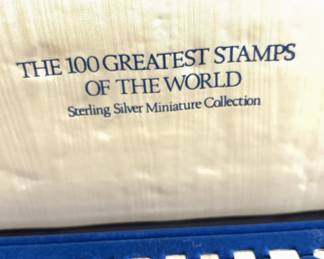 THE 100 GREATEST STAMPS
OF THE WORLD
Sterling Silver Miniature Collection